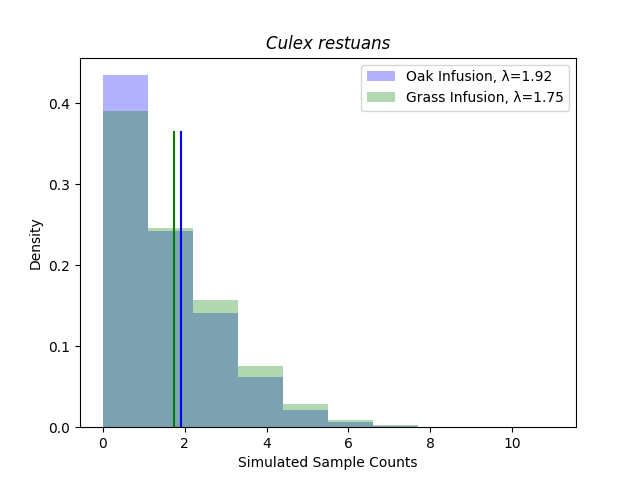 Culex restuans
Oak Infusion, λ=1.92
Grass Infusion, λ=1.75
Density
0.4
0.3
0.2
0.1
0.0
0 2 4 6 8 10
Simulated Sample Counts